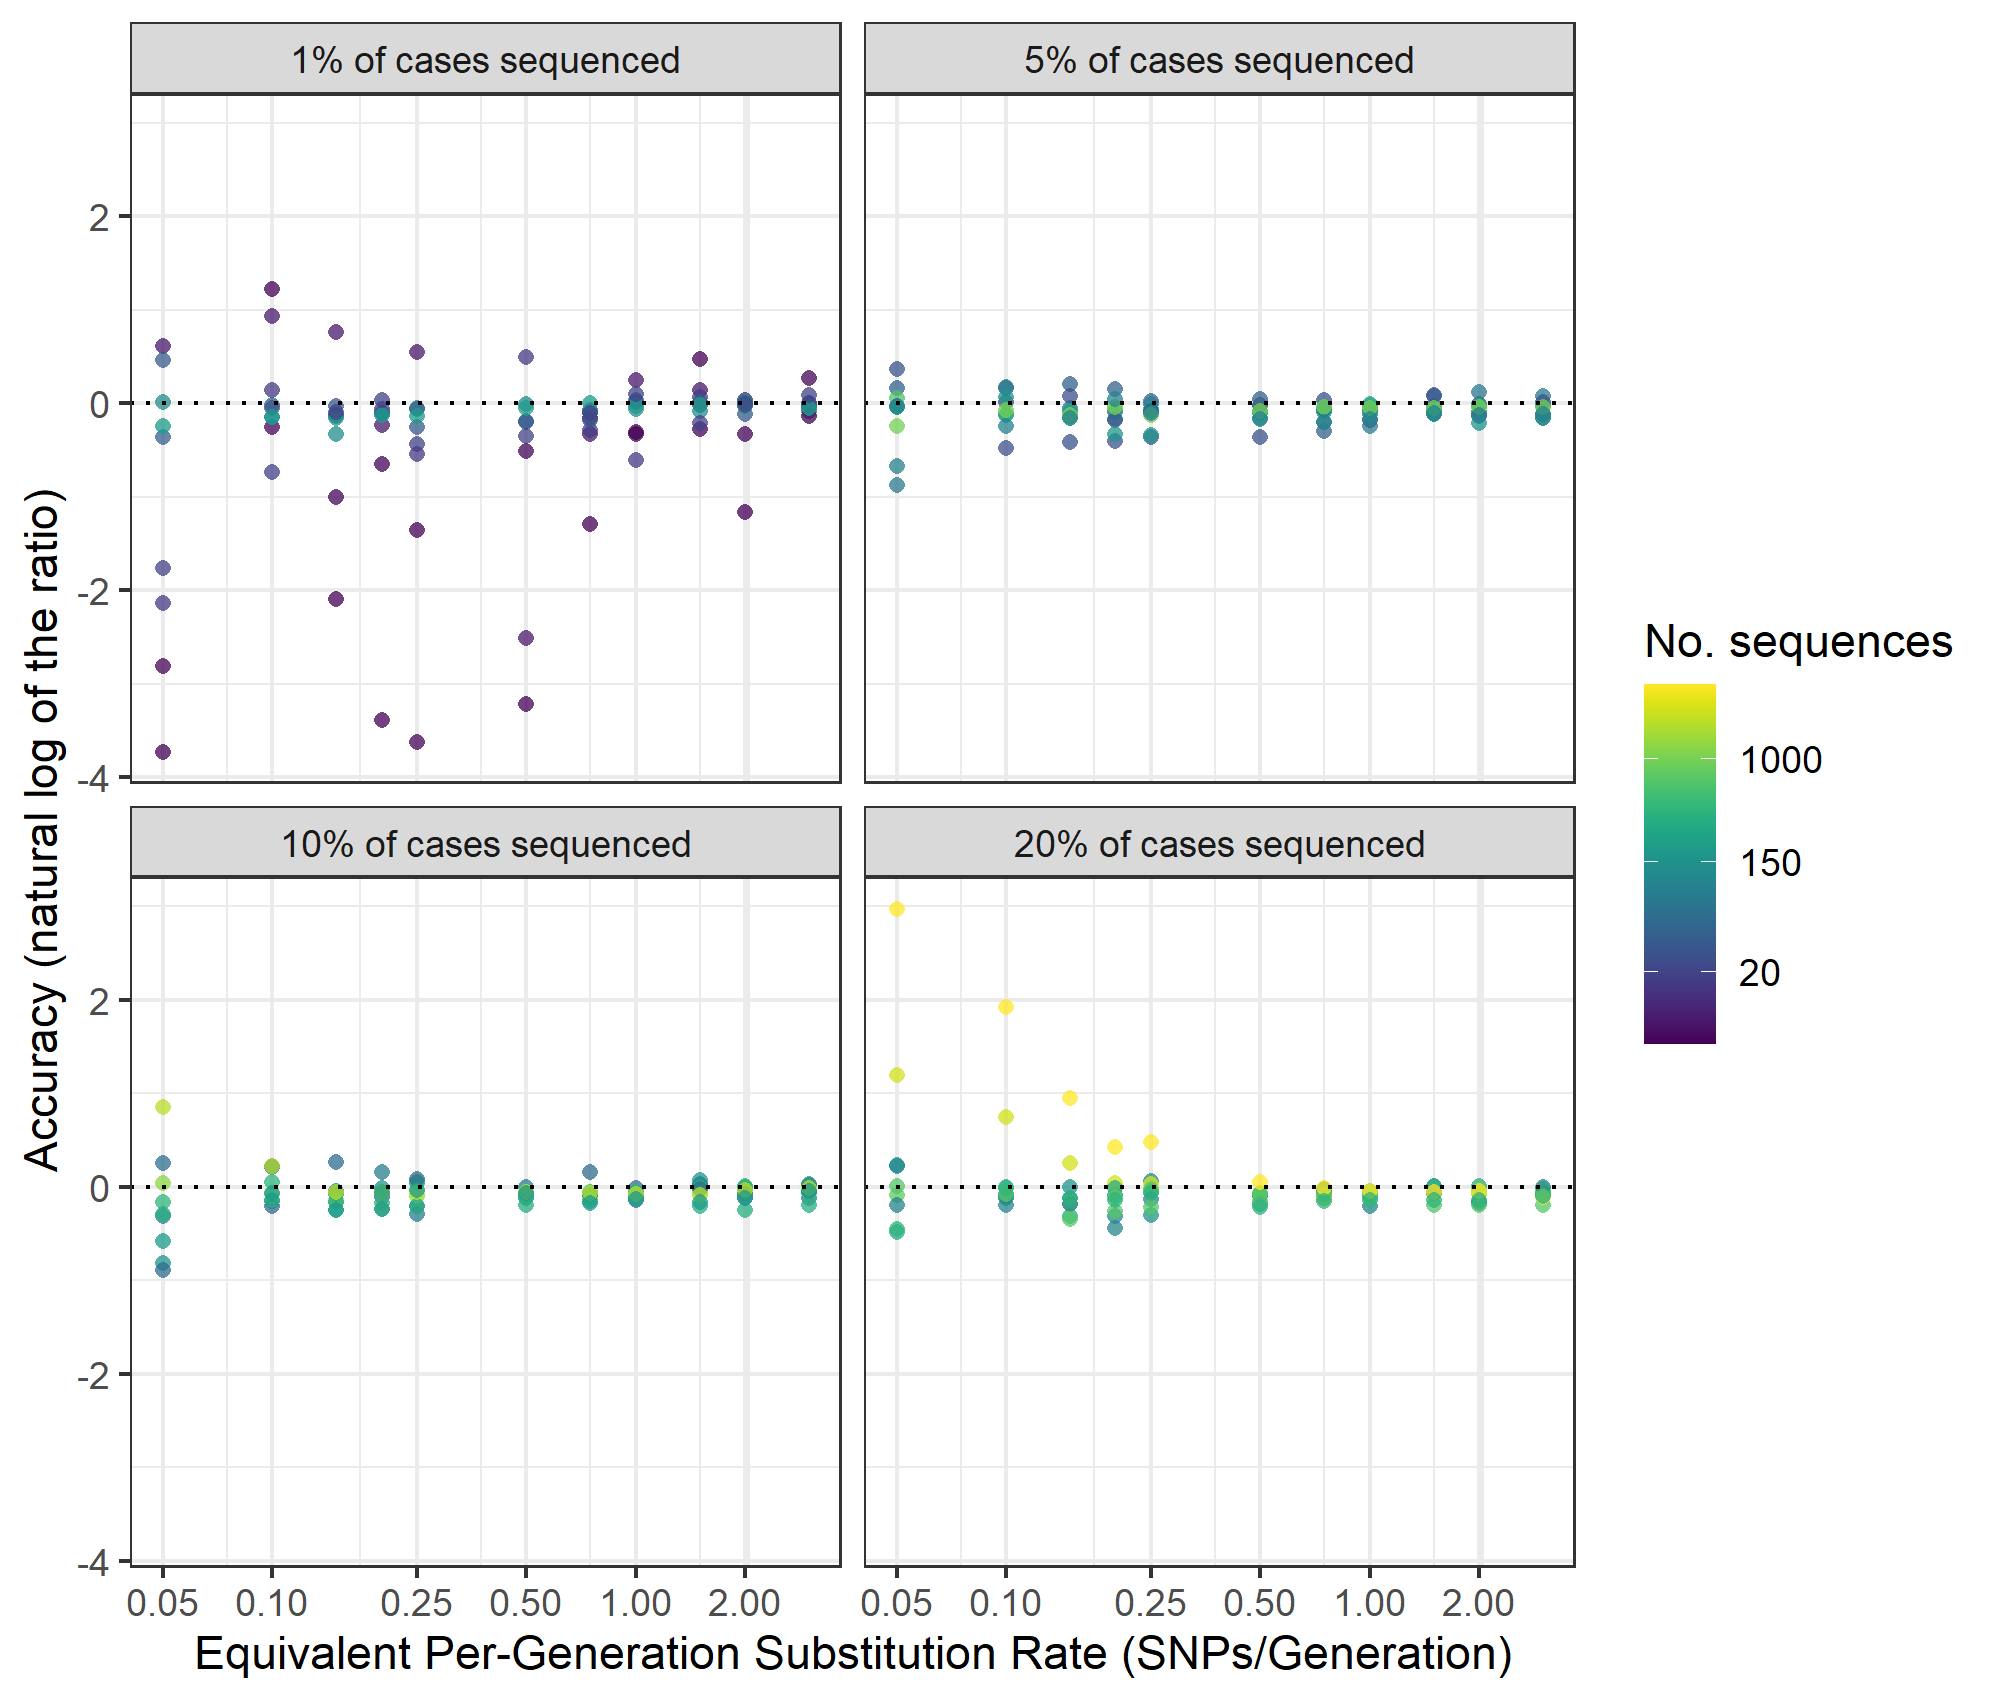 1% of cases sequenced
5% of cases sequenced
2
0
-2
-4
10% of cases sequenced
20% of cases sequenced
2
0
-2
-4
0.05 0.10 0.25 0.50 1.00 2.00
0.05 0.10 0.25 0.50 1.00 2.00
Equivalent Per-Generation Substitution Rate (SNPs/Generation)
Accuracy (natural log of the ratio)
No. sequences
1000
150
20